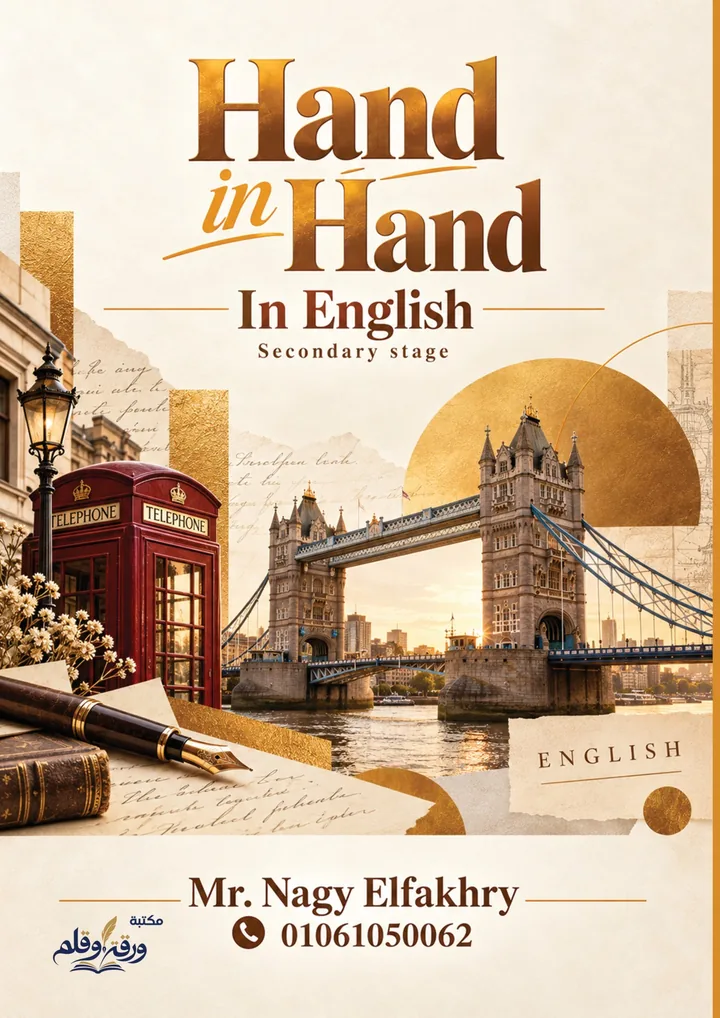 Hand
in Hand
In English
Secondary stage
TELEPHONE
TELEPHONE
ENGLISH
Mr. Nagy Elfakhry
01061050062
مكتبة
ورقة وقلم